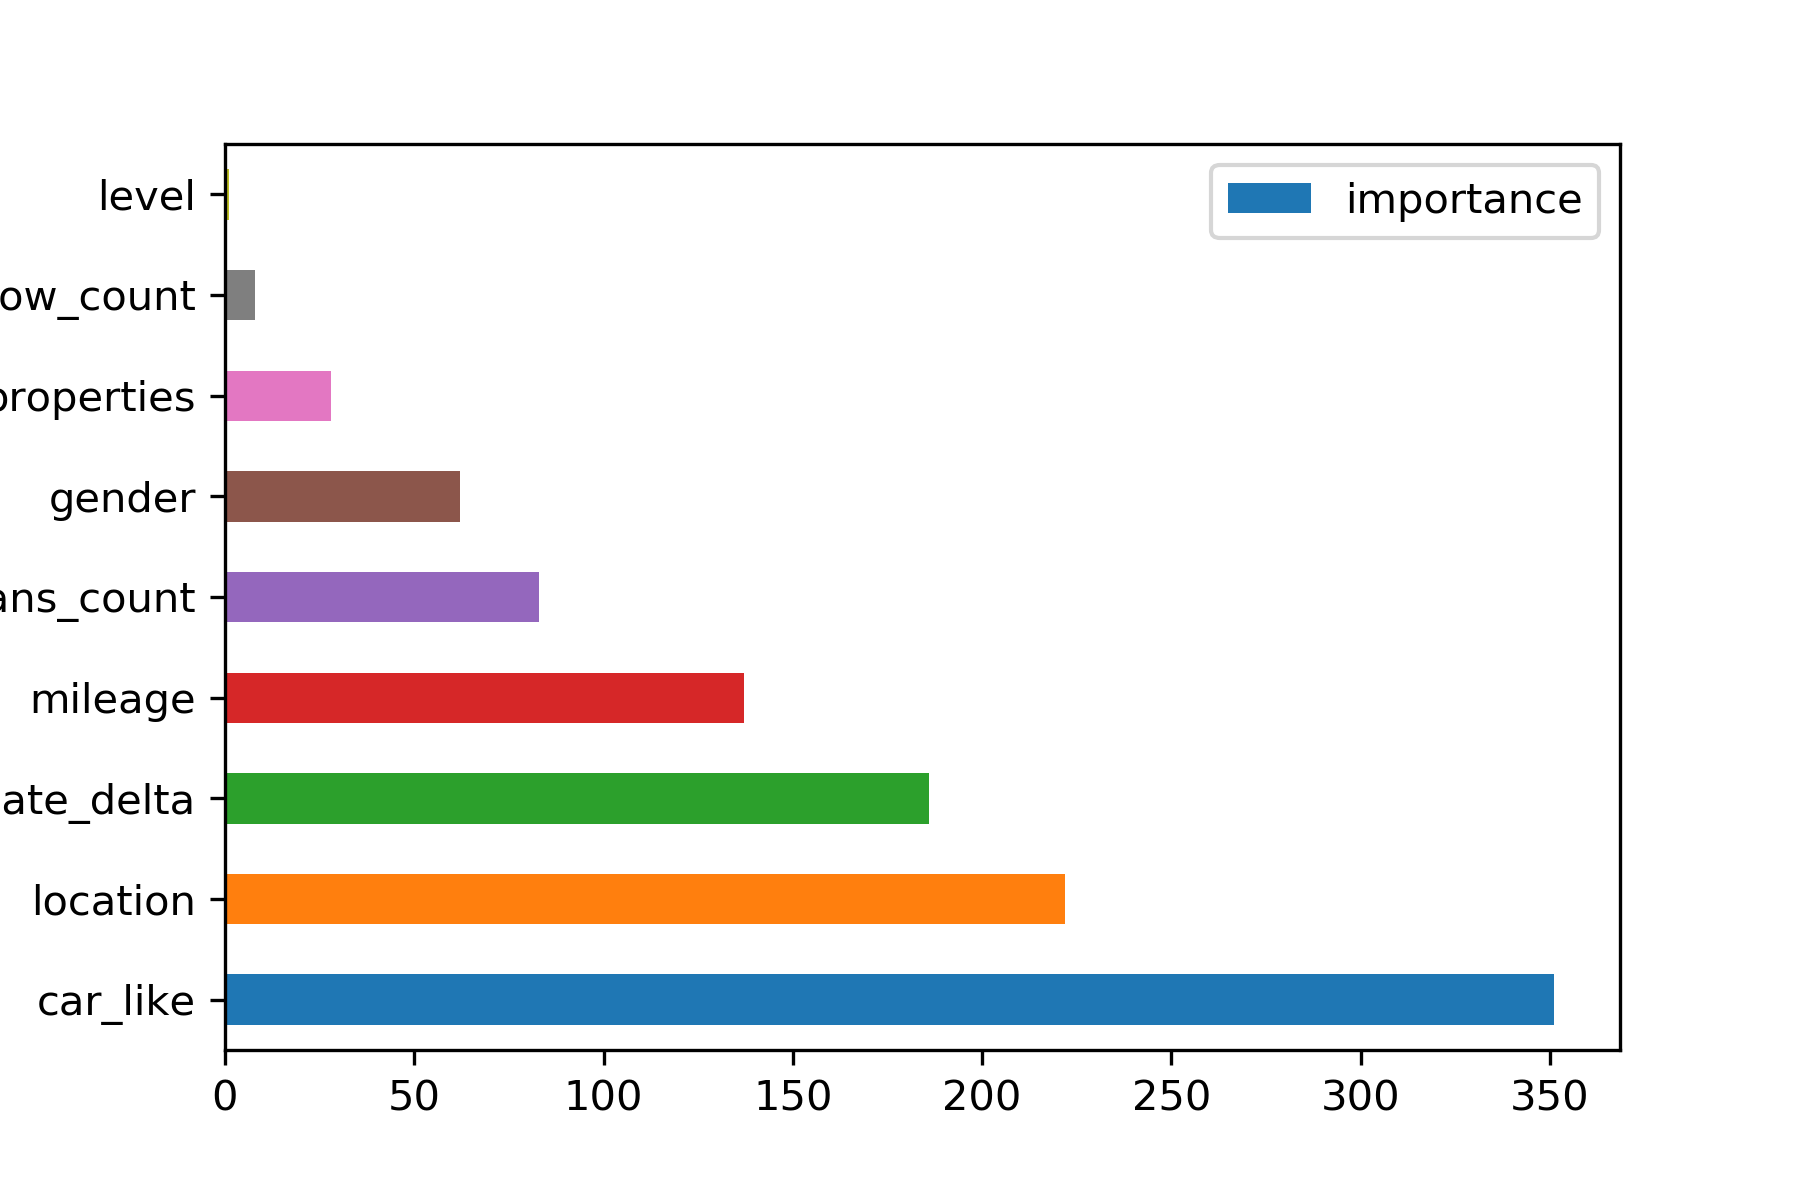 importance
level
ow_count
properties
gender
ans_count
mileage
ate_delta
location
car_like
0 50 100 150 200 250 300 350